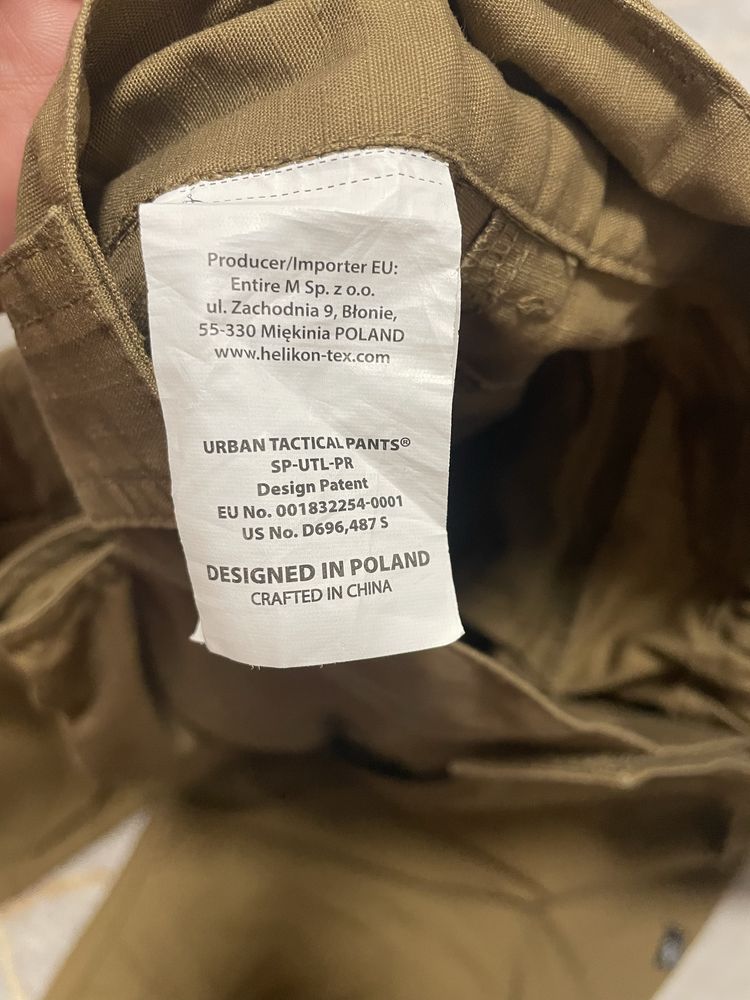 Producer/Importer EU:
Entire M Sp. z o.o.
ul. Zachodnia 9, Błonie,
55-330 Miękinia POLAND
www.helikon-tex.com
URBAN TACTICAL PANTS®
SP-UTL-PR
Design Patent
EU No. 001832254-0001
US No. D696,487 S
DESIGNED IN POLAND
CRAFTED IN CHINA